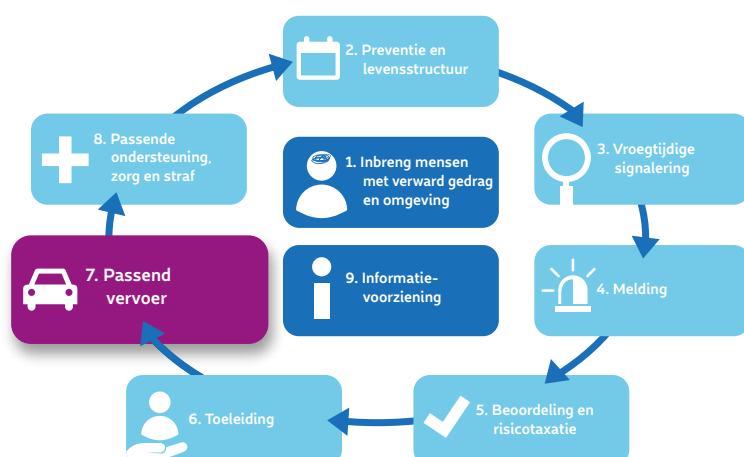 2. Preventie en
levensstructuur
8. Passende
ondersteuning,
zorg en straf
1. Inbreng mensen
met verward gedrag
en omgeving
3. Vroegtijdige
signalering
7. Passend
vervoer
9. Informatie-
voorziening
4. Melding
6. Toeleiding
5. Beoordeling en
risicotaxatie